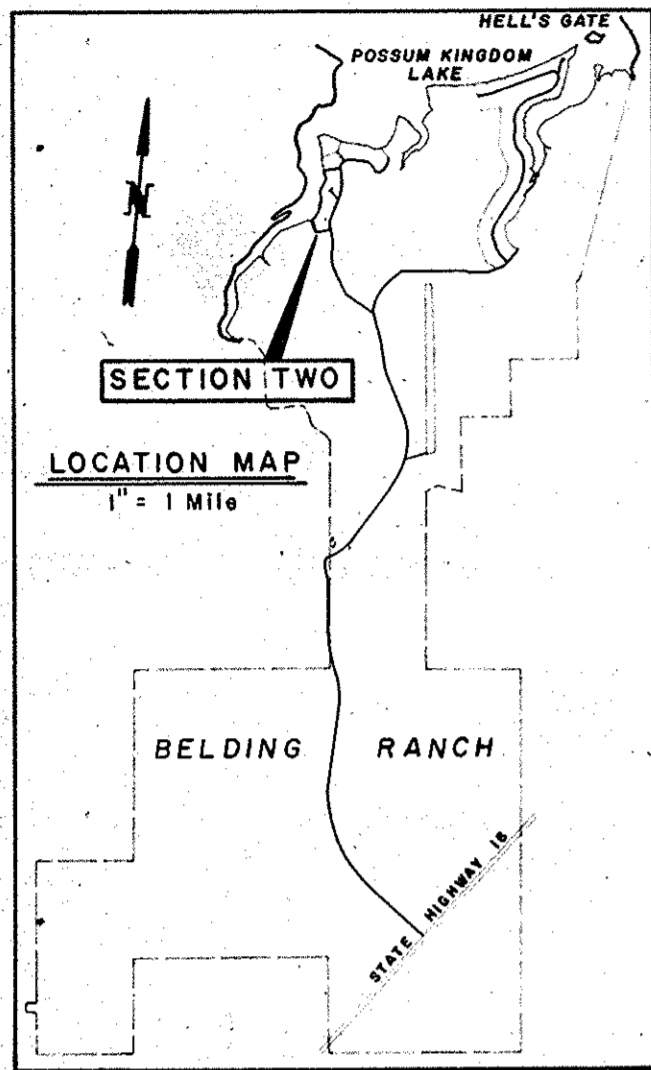 HELL'S GATE
POSSUM KINGDOM
LAKE
N
SECTION TWO
LOCATION MAP
1" = 1 Mile
BELDING RANCH
STATE HIGHWAY 16